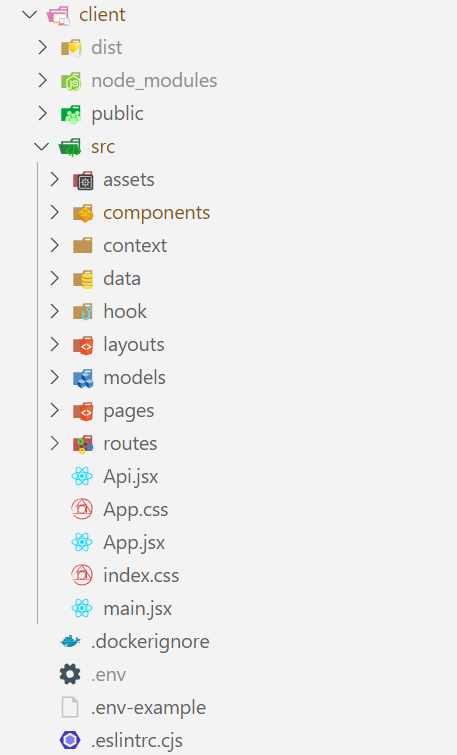 client
dist
node_modules
public
src
assets
components
context
data
hook
layouts
models
pages
routes
Api.jsx
App.css
App.jsx
index.css
main.jsx
.dockerignore
.env
.env-example
.eslintrc.cjs